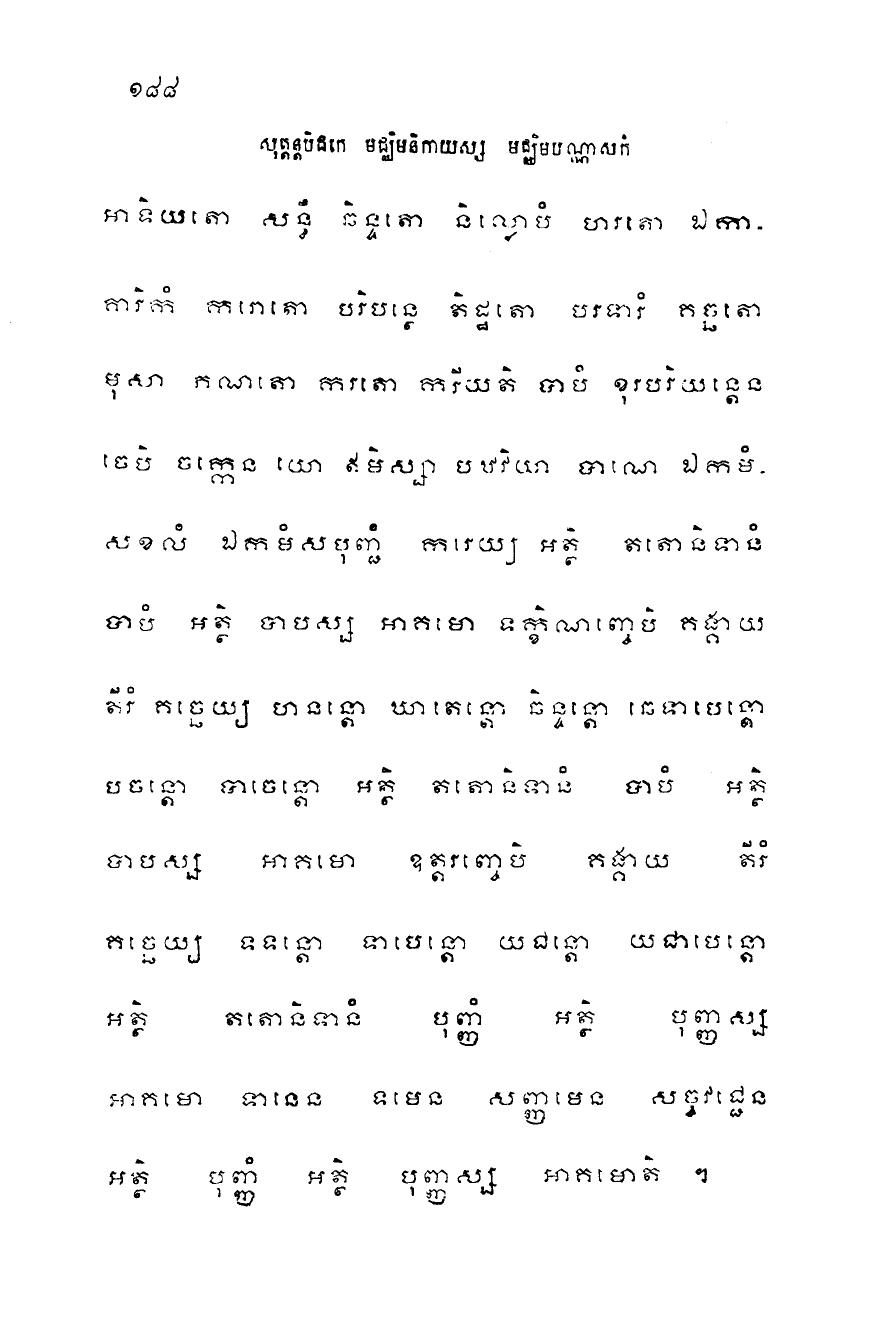 ១៨៨
សុត្តន្តបិដកេ មជ្ឈិមនិកាយស្ស មជ្ឈិមបណ្ណាសកំ
អាទិយតោ សន្ធឹ ឆិន្ទតោ និល្លោបំ ហរតោ ឯកា-
ការិកំ ករោតោ បរិបន្ថេ តិដ្ឋតោ បរទារំ គច្ឆតោ
មុសា ភណតោ ករតោ ករីយតិ បាបំ ខុរបរិយន្តេន
ចេបិ ចក្កេន យោ ឥមិស្សា បឋវិយា បាណេ ឯកមំ-
សខលំ ឯកមំសបុញ្ជំ ករេយ្យ នត្ថិ តតោនិទានំ
បាបំ នត្ថិ បាបស្ស អាគមោ ទក្ខិណញ្ចេបិ គង្គាយ
តីរំ គច្ឆេយ្យ ហនន្តោ ឃាតេន្តោ ឆិន្ទន្តោ ឆេទាបេន្តោ
បចន្តោ បាចេន្តោ អត្ថិ តតោនិទានំ បាបំ អត្ថិ
បាបស្ស អាគមោ ឧត្តរញ្ចេបិ គង្គាយ តីរំ
គច្ឆេយ្យ ទទន្តោ ទាបេន្តោ យជន្តោ យជាបេន្តោ
អត្ថិ តតោនិទានំ បុញ្ញំ អត្ថិ បុញ្ញស្ស
អាគមោ ទានេន ទមេន សញ្ញមេន សច្ចវជ្ជេន
អត្ថិ បុញ្ញំ អត្ថិ បុញ្ញស្ស អាគមោតិ ។